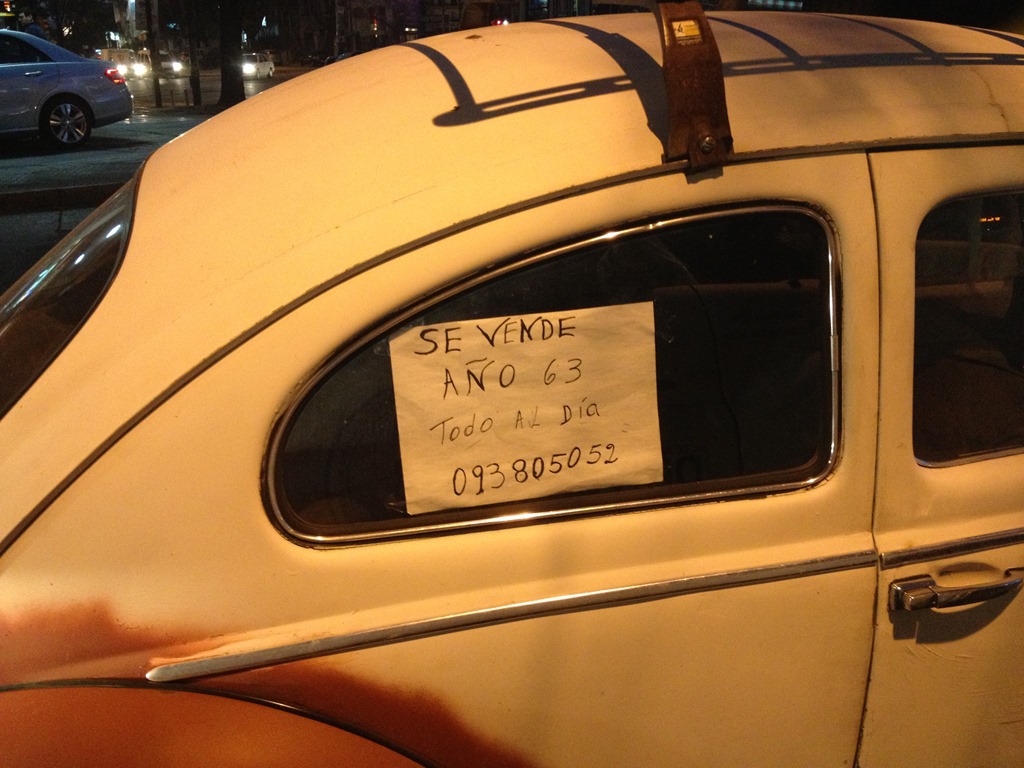 SE VENDE
AÑO 63
Todo AL Día
093805052